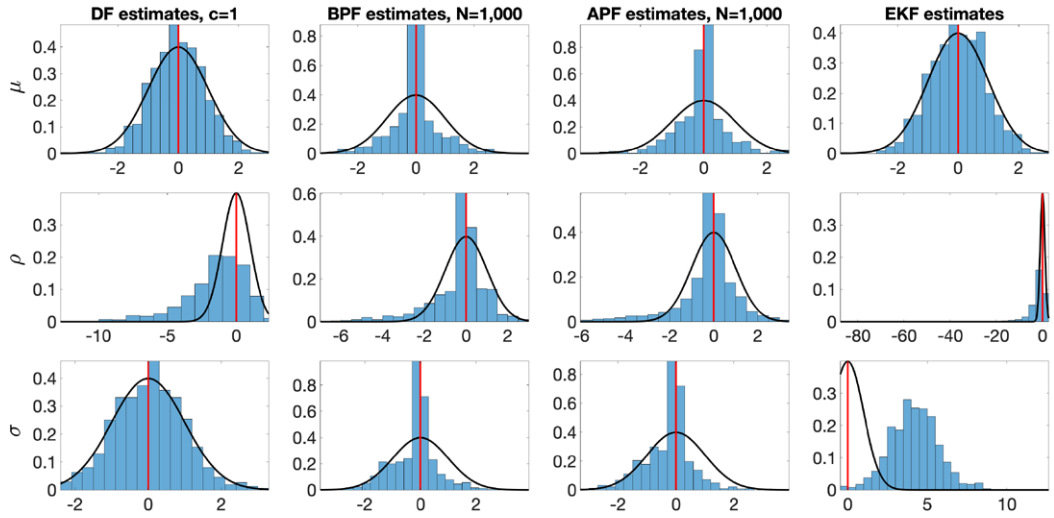 DF estimates, c=1 BPF estimates, N=1,000 APF estimates, N=1,000 EKF estimates
μ
0.4 0.2 0 -2 0 2
0.8 0.6 0.4 0.2 0 -2 0 2
0.8 0.6 0.4 0.2 0 -2 0 2
0.4 0.3 0.2 0.1 0 -2 0 2
ρ
0.3 0.2 0.1 0 -10 -5 0
0.6 0.4 0.2 0 -6 -4 -2 0 2
0.4 0.2 0 -6 -4 -2 0 2
0.3 0.2 0.1 0 -80 -60 -40 -20 0
σ
0.4 0.3 0.2 0.1 0 -2 0 2
0.8 0.6 0.4 0.2 0 -2 0 2
0.8 0.6 0.4 0.2 0 -2 0 2
0.3 0.2 0.1 0 0 5 10